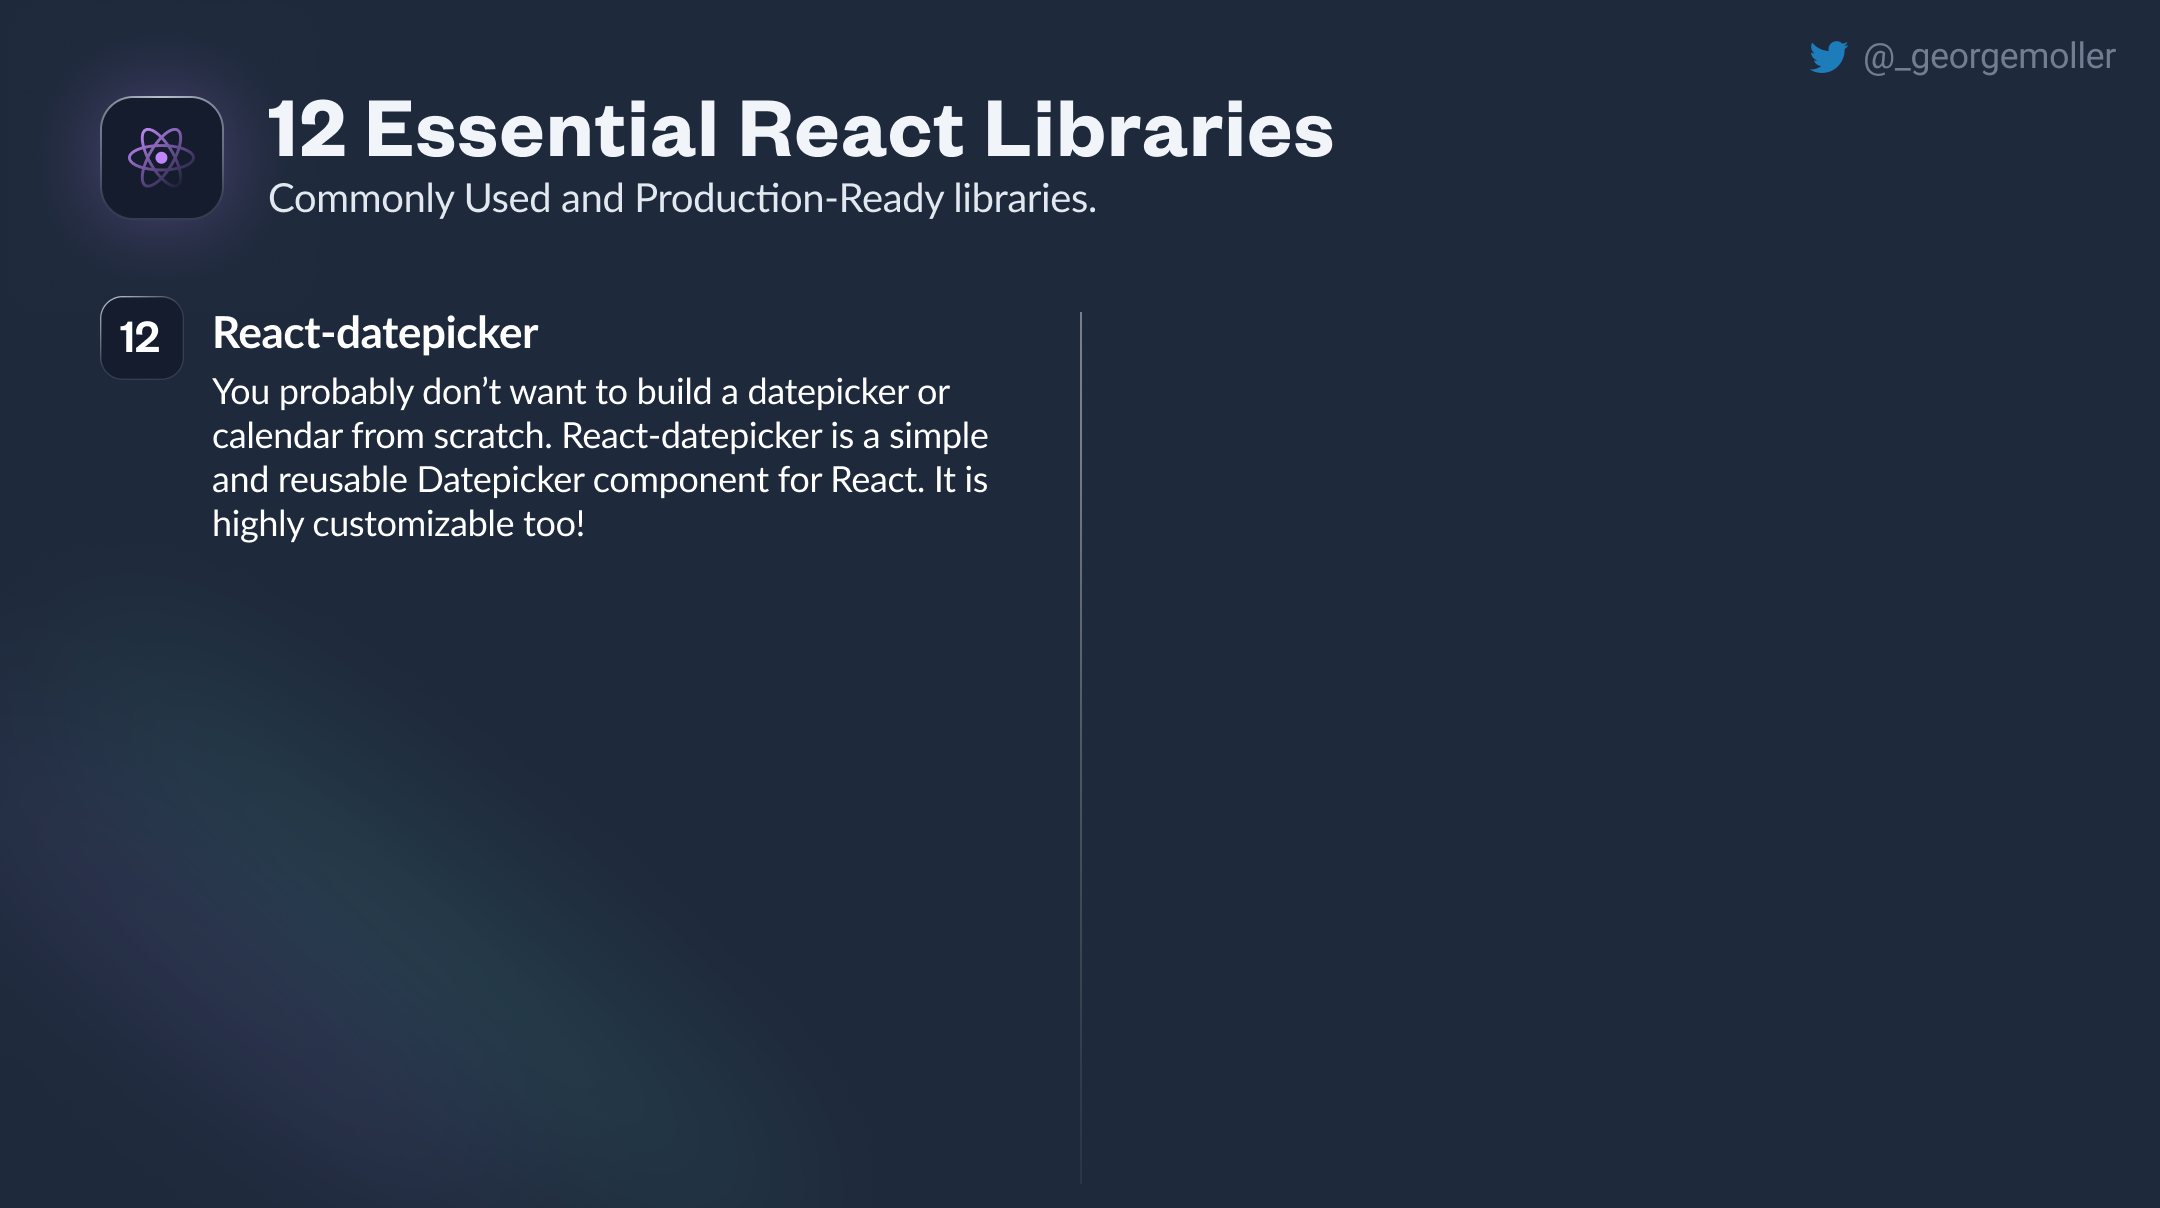 @_georgemoller
12 Essential React Libraries
Commonly Used and Production-Ready libraries.
12
React-datepicker
You probably don’t want to build a datepicker or
calendar from scratch. React-datepicker is a simple
and reusable Datepicker component for React. It is
highly customizable too!